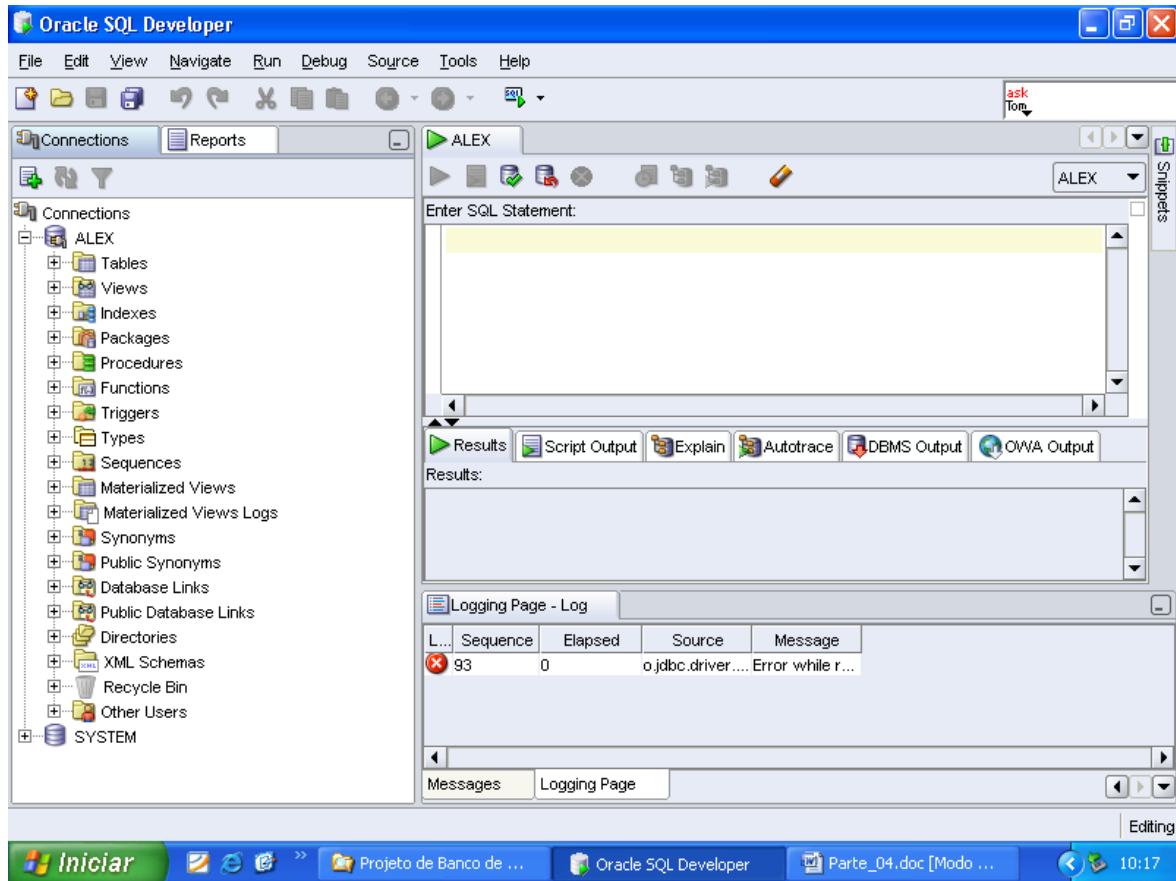 Oracle SQL Developer
File Edit View Navigate Run Debug Source Tools Help
ask
Tom
Connections Reports
ALEX
ALEX
Snippets
Connections
ALEX
Tables
Views
Indexes
Packages
Procedures
Functions
Triggers
Types
Sequences
Materialized Views
Materialized Views Logs
Synonyms
Public Synonyms
Database Links
Public Database Links
Directories
XML Schemas
Recycle Bin
Other Users
SYSTEM
Enter SQL Statement:
Results Script Output Explain Autotrace DBMS Output OWA Output
Results:
Logging Page - Log
L... Sequence Elapsed Source Message
93 0 o.jdbc.driver.... Error while r...
Messages Logging Page
Editing
Iniciar Projeto de Banco de ... Oracle SQL Developer Parte_04.doc [Modo ... 10:17